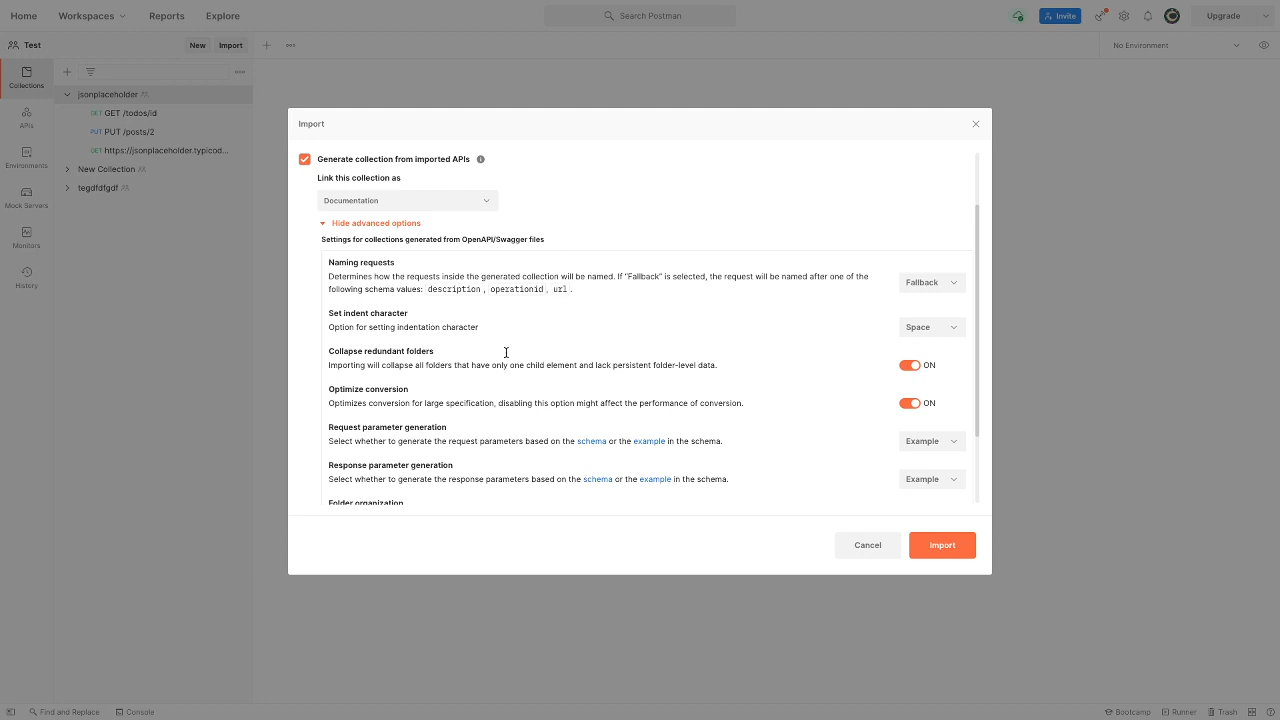 Home
Workspaces
Reports
Explore
Search Postman
Invite
Upgrade
Test
New
Import
No Environment
Collections
APIs
Environments
Mock Servers
Monitors
History
jsonplaceholder
GET GET /todos/id
PUT PUT /posts/2
GET https://jsonplaceholder.typicod...
New Collection
tegdfdfgdf
Import
Generate collection from imported APIs
Link this collection as
Documentation
Hide advanced options
Settings for collections generated from OpenAPI/Swagger files
Naming requests
Determines how the requests inside the generated collection will be named. If “Fallback” is selected, the request will be named after one of the
following schema values: description , operationid , url .
Fallback
Set indent character
Option for setting indentation character
Space
Collapse redundant folders
Importing will collapse all folders that have only one child element and lack persistent folder-level data.
ON
Optimize conversion
Optimizes conversion for large specification, disabling this option might affect the performance of conversion.
ON
Request parameter generation
Select whether to generate the request parameters based on the schema or the example in the schema.
Example
Response parameter generation
Select whether to generate the response parameters based on the schema or the example in the schema.
Example
Folder organization
Cancel
Import
Find and Replace
Console
Bootcamp
Runner
Trash